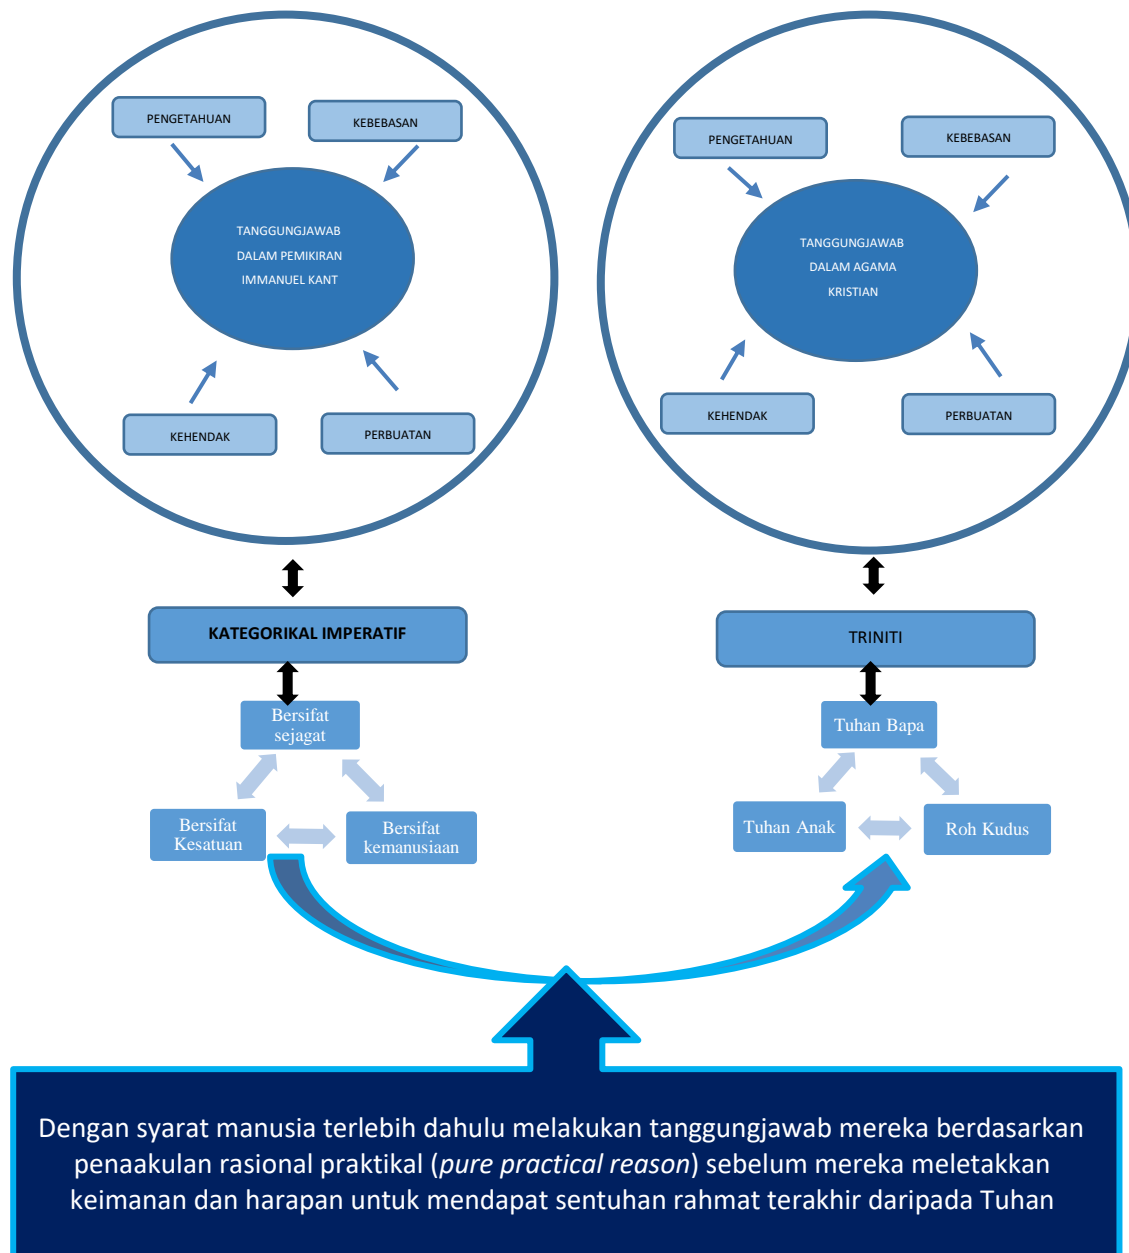 PENGETAHUAN
KEBEBASAN
TANGGUNGJAWAB
DALAM PEMIKIRAN
IMMANUEL KANT
KEHENDAK
PERBUATAN
PENGETAHUAN
KEBEBASAN
TANGGUNGJAWAB
DALAM AGAMA
KRISTIAN
KEHENDAK
PERBUATAN
KATEGORIKAL IMPERATIF
TRINITI
Bersifat
sejagat
Bersifat
Kesatuan
Bersifat
kemanusiaan
Tuhan Bapa
Tuhan Anak
Roh Kudus
Dengan syarat manusia terlebih dahulu melakukan tanggungjawab mereka berdasarkan
penaakulan rasional praktikal (pure practical reason) sebelum mereka meletakkan
keimanan dan harapan untuk mendapat sentuhan rahmat terakhir daripada Tuhan